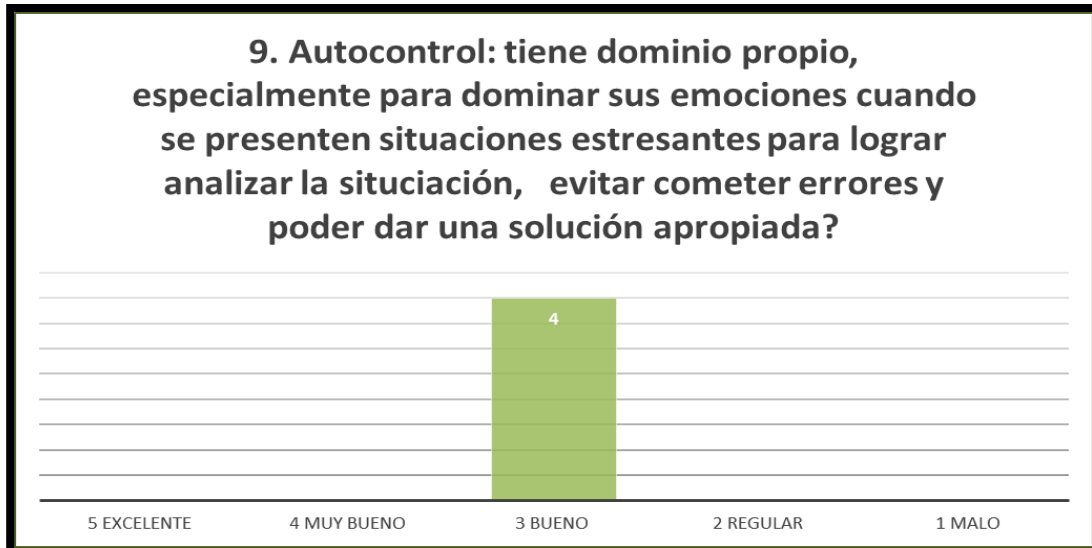 9. Autocontrol: tiene dominio propio,
especialmente para dominar sus emociones cuando
se presenten situaciones estresantes para lograr
analizar la situciación, evitar cometer errores y
poder dar una solución apropiada?
4
5 EXCELENTE 4 MUY BUENO 3 BUENO 2 REGULAR 1 MALO